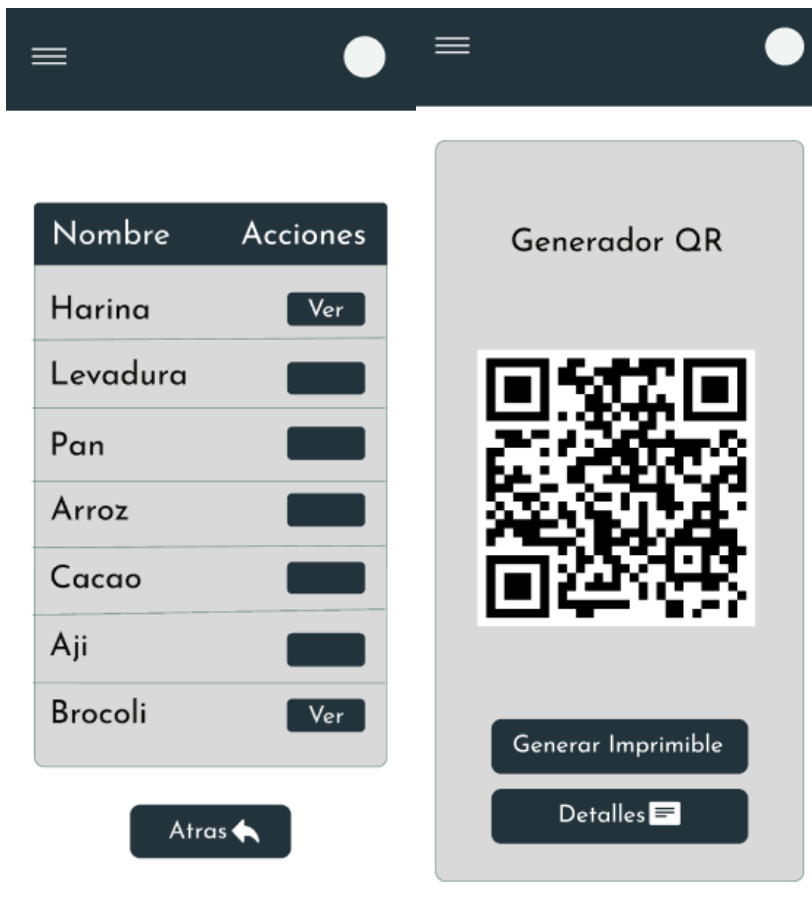 Nombre Acciones
Harina Ver
Levadura
Pan
Arroz
Cacao
Aji
Brocoli Ver
Atras
Generador QR
Generar Imprimible
Detalles